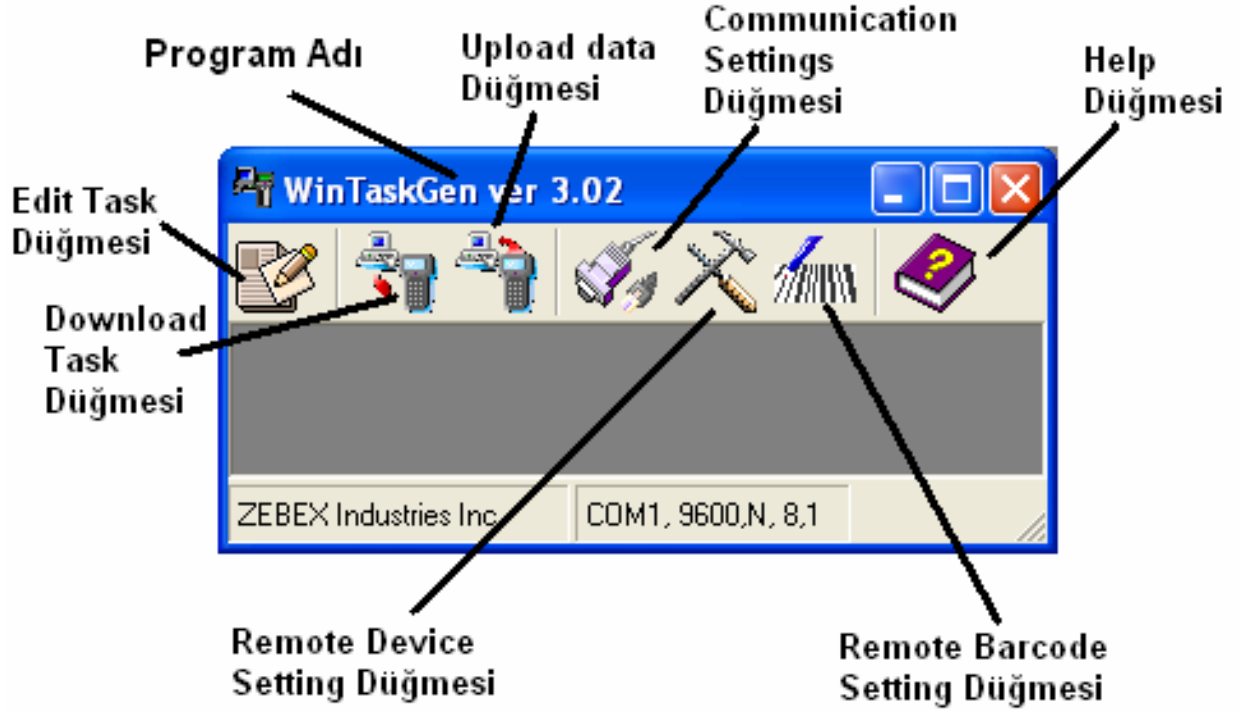 Program Adı
Upload data
Düğmesi
Communication
Settings
Düğmesi
Help
Düğmesi
Edit Task
Düğmesi
WinTaskGen ver 3.02
Download
Task
Düğmesi
ZEBEX Industries Inc
COM1, 9600,N, 8,1
Remote Device
Setting Düğmesi
Remote Barcode
Setting Düğmesi